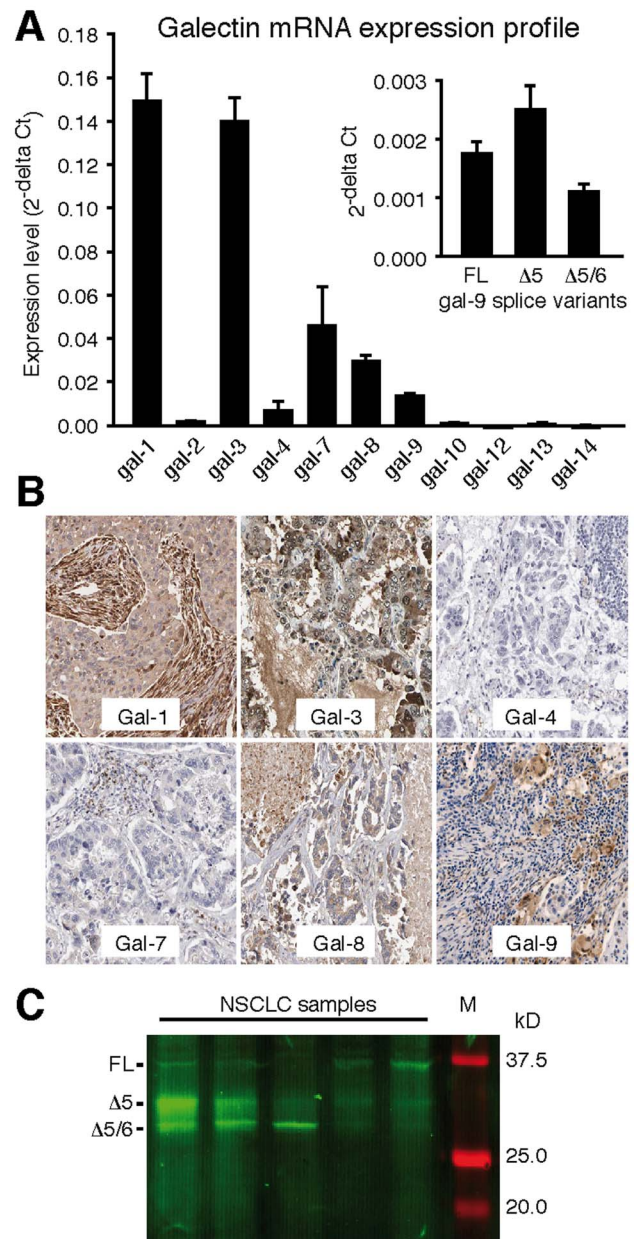 A
Galectin mRNA expression profile
Expression level (2-delta Ct)
0.18
0.16
0.14
0.12
0.10
0.08
0.06
0.04
0.02
0.00
gal-1
gal-2
gal-3
gal-4
gal-7
gal-8
gal-9
gal-10
gal-12
gal-13
gal-14
2-delta Ct
0.003
0.002
0.001
0.000
FL Δ5 Δ5/6
gal-9 splice variants
B
Gal-1
Gal-3
Gal-4
Gal-7
Gal-8
Gal-9
C
NSCLC samples
M
kD
FL
Δ5
Δ5/6
37.5
25.0
20.0